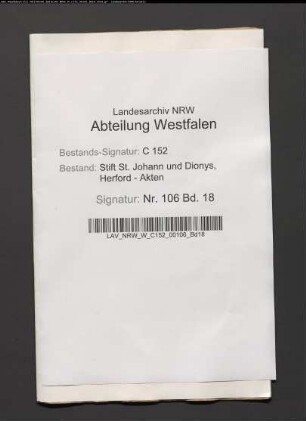 Landesarchiv NRW
Abteilung Westfalen
Bestands-Signatur: C 152
Bestand: Stift St. Johann und Dionys,
Herford - Akten
Signatur: Nr. 106 Bd. 18
LAV_NRW_W_C152_00106_Bd18